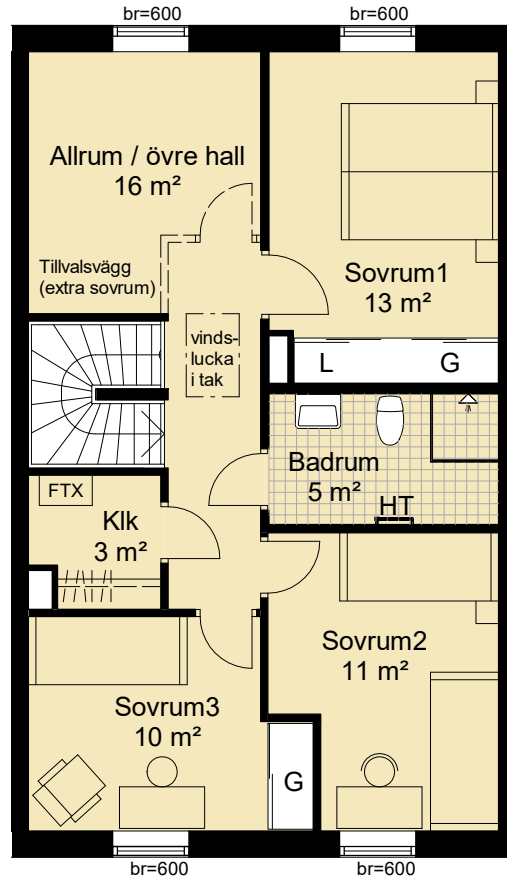 br=600
br=600
Allrum / övre hall
16 m²
Tillvalsvägg
(extra sovrum)
Sovrum1
13 m²
vinds-
lucka
i tak
L
G
Badrum
5 m²
HT
FTX
Klk
3 m²
Sovrum2
11 m²
Sovrum3
10 m²
G
br=600
br=600